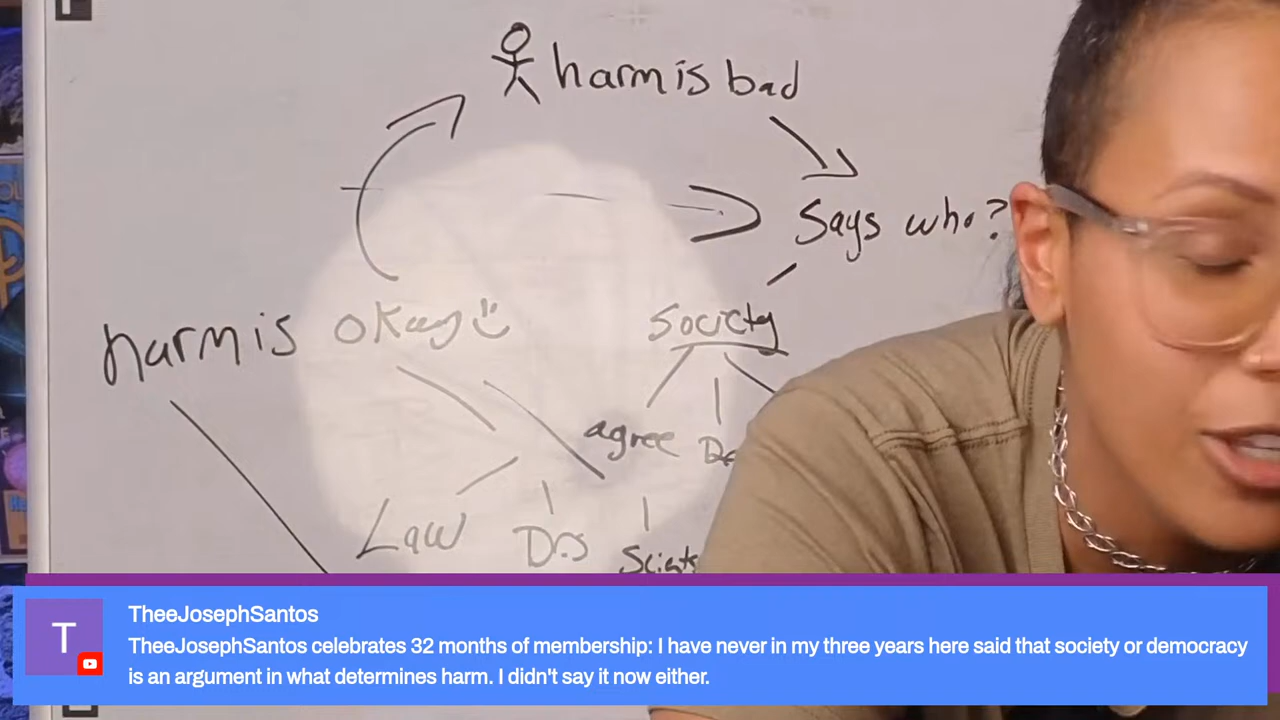 harm is bad
Says who?
harm is okay
Society
agree
Law Drs
TheeJosephSantos
T
TheeJosephSantos celebrates 32 months of membership: I have never in my three years here said that society or democracy
is an argument in what determines harm. I didn't say it now either.